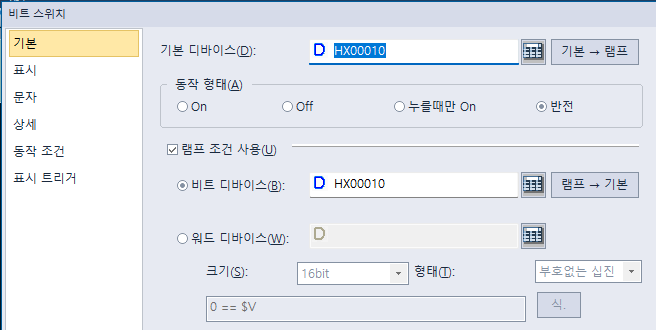 비트 스위치
기본
표시
문자
상세
동작 조건
표시 트리거
기본 디바이스(D): D HX00010 기본 → 램프
동작 형태(A)
On Off 누를때만 On 반전
램프 조건 사용(U)
비트 디바이스(B): D HX00010 램프 → 기본
워드 디바이스(W): D
크기(S): 16bit 형태(T): 부호없는 십진
0 == $V 식.